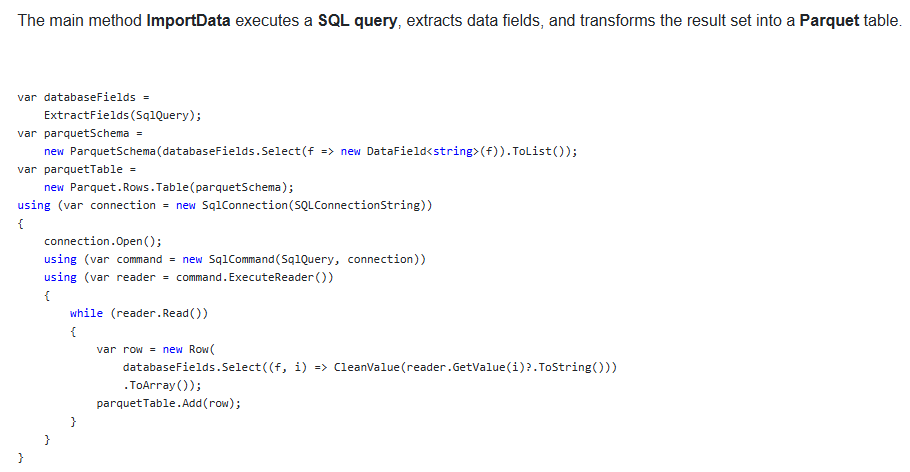 The main method ImportData executes a SQL query, extracts data fields, and transforms the result set into a Parquet table.
var databaseFields =
    ExtractFields(SqlQuery);
var parquetSchema =
    new ParquetSchema(databaseFields.Select(f => new DataField<string>(f)).ToList());
var parquetTable =
    new Parquet.Rows.Table(parquetSchema);
using (var connection = new SqlConnection(SQLConnectionString))
{
    connection.Open();
    using (var command = new SqlCommand(SqlQuery, connection))
    using (var reader = command.ExecuteReader())
    {
        while (reader.Read())
        {
            var row = new Row(
                databaseFields.Select((f, i) => CleanValue(reader.GetValue(i)?.ToString()))
                .ToArray());
            parquetTable.Add(row);
        }
    }
}